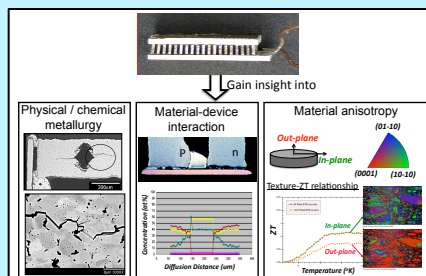 Gain insight into
Physical / chemical
metallurgy
200um
Material-device
interaction
P
n
Concentration (at%)
Diffusion Distance (um)
Material anisotropy
Out-plane
In-plane
(01-10)
(0001)
(10-10)
Texture-ZT relationship
ZT
In-plane
Out-plane
Temperature (°K)